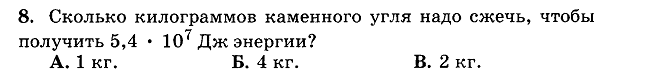 8. Сколько килограммов каменного угля надо сжечь, чтобы
получить 5,4 · 10⁷ Дж энергии?
А. 1 кг. Б. 4 кг. В. 2 кг.